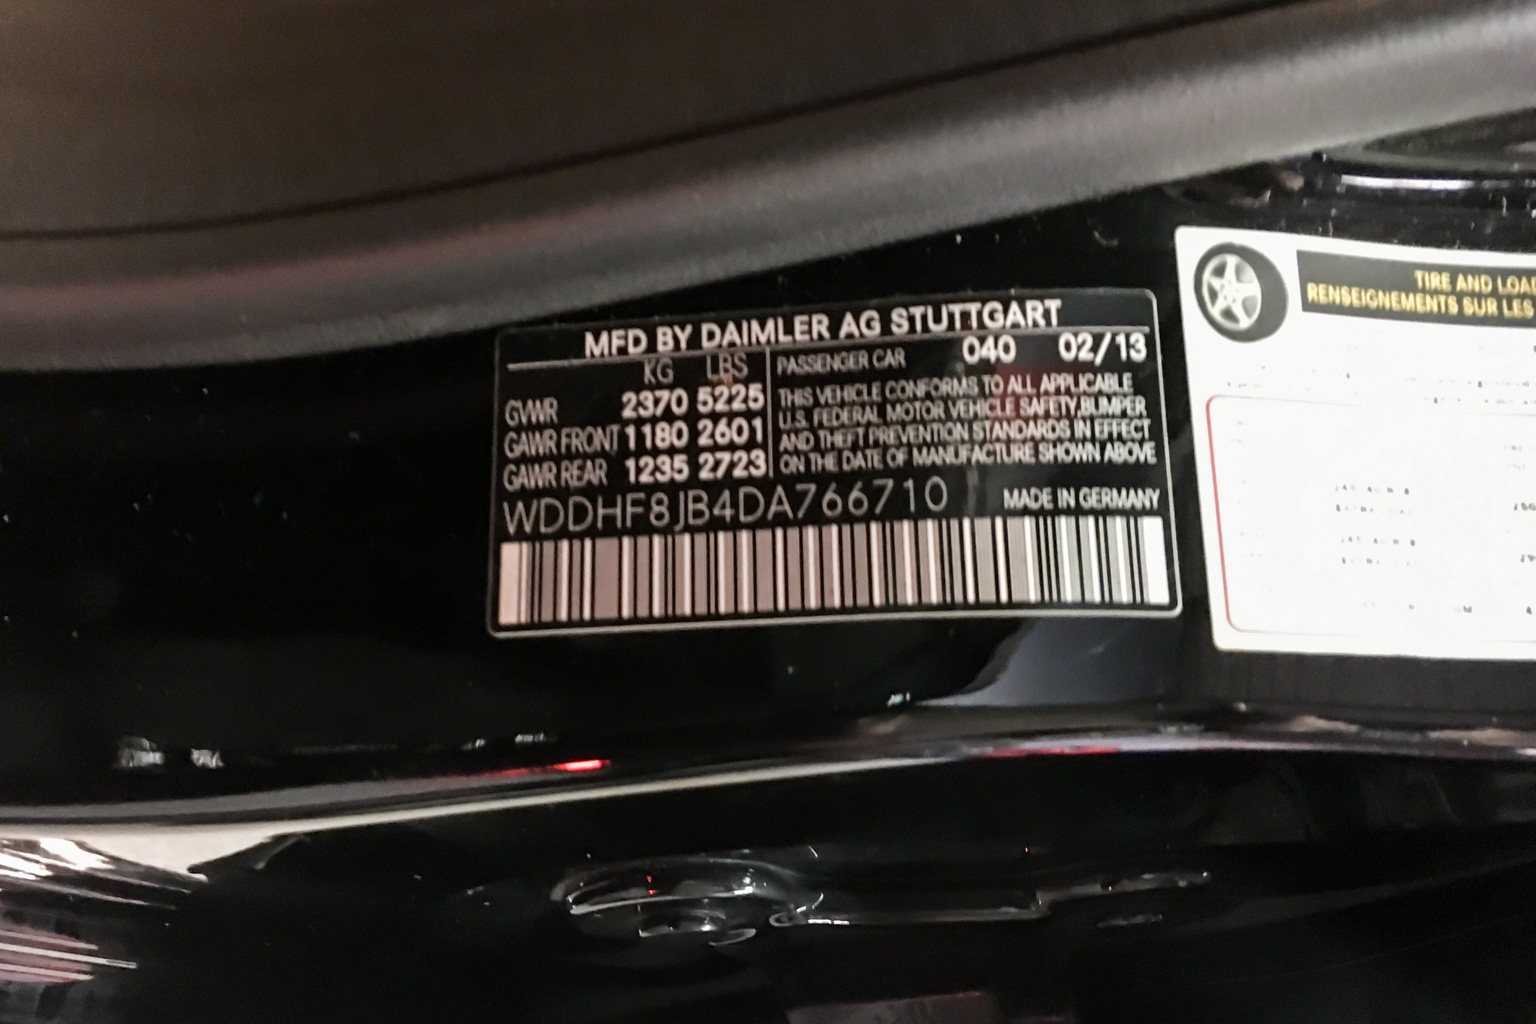 MFD BY DAIMLER AG STUTTGART
KG LBS
GVWR 2370 5225
GAWR FRONT 1180 2601
GAWR REAR 1235 2723
PASSENGER CAR 040 02/13
THIS VEHICLE CONFORMS TO ALL APPLICABLE
U.S. FEDERAL MOTOR VEHICLE SAFETY,BUMPER
AND THEFT PREVENTION STANDARDS IN EFFECT
ON THE DATE OF MANUFACTURE SHOWN ABOVE
WDDHF8JB4DA766710 MADE IN GERMANY
TIRE AND LOA
RENSEIGNEMENTS SUR LES